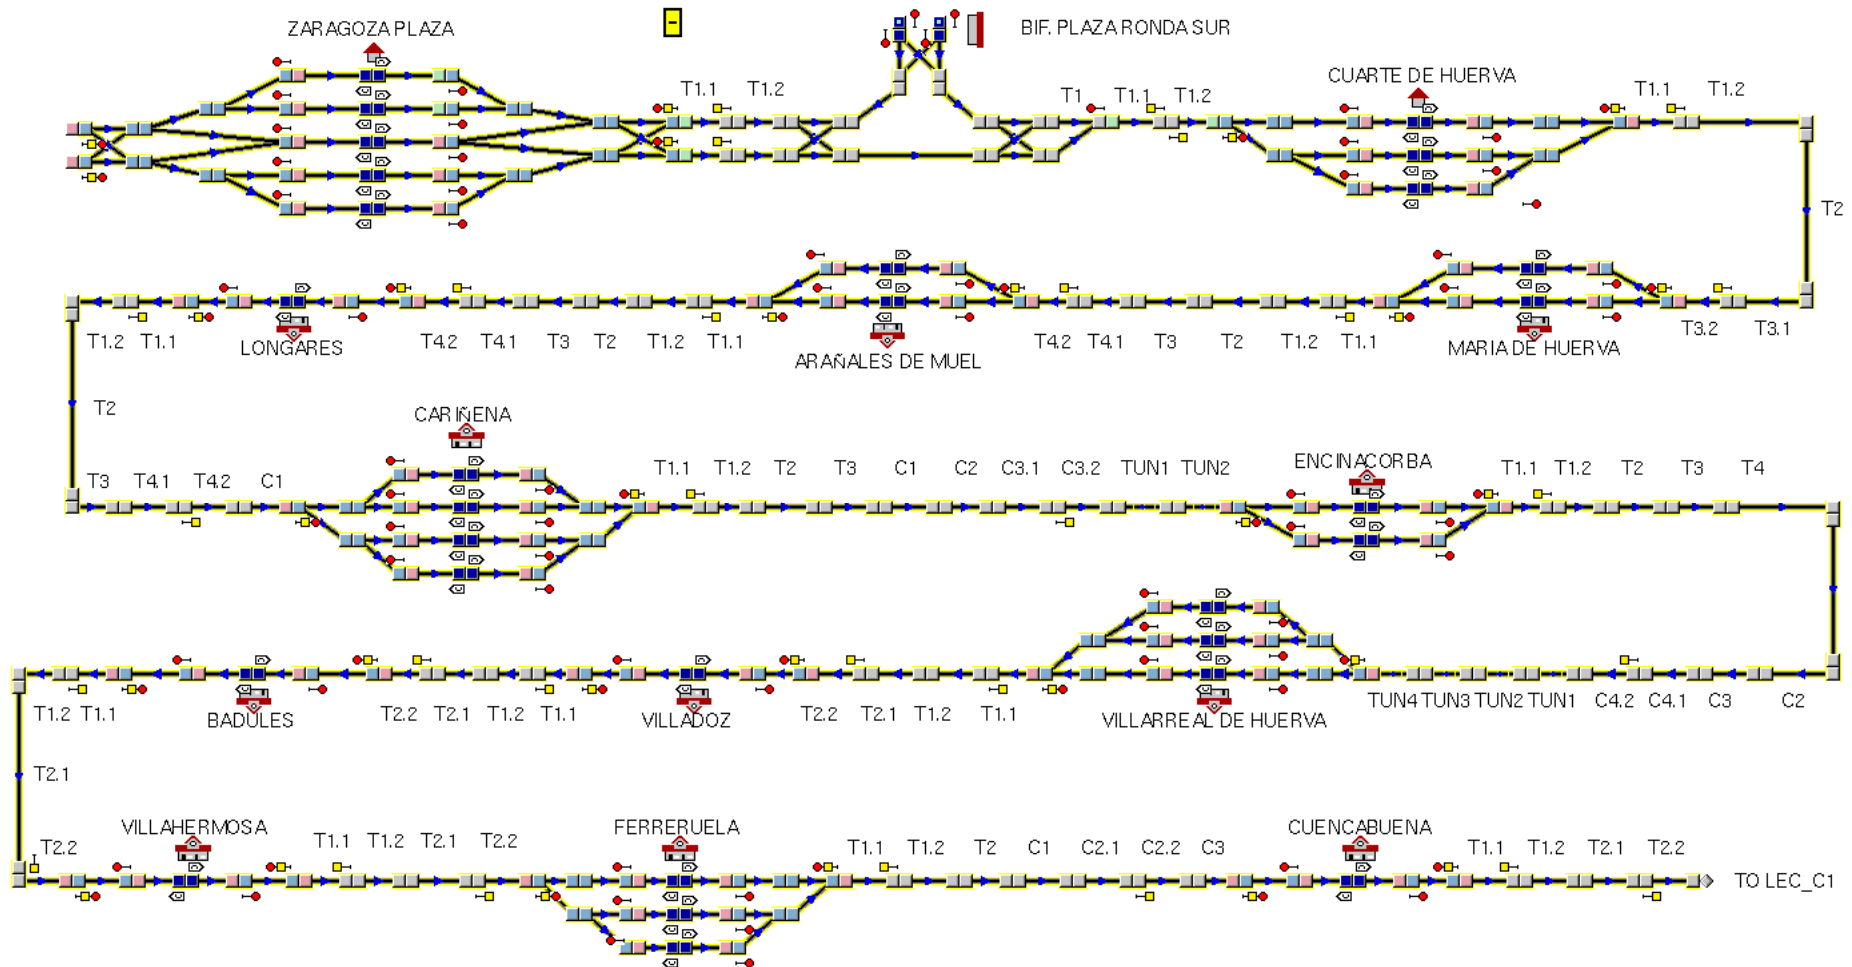 ZARAGOZA PLAZA
BIF. PLAZA RONDA SUR
CUARTE DE HUERVA
T1.1 T1.2 T1 T1.1 T1.2 T1.1 T1.2
T2
T1.2 T1.1 LONGARES T4.2 T4.1 T3 T2 T1.2 T1.1 ARAÑALES DE MUEL T4.2 T4.1 T3 T2 T1.2 T1.1 MARIA DE HUERVA T3.2 T3.1
T2
CARIÑENA
ENCINACORBA
T3 T4.1 T4.2 C1 T1.1 T1.2 T2 T3 C1 C2 C3.1 C3.2 TUN1 TUN2 T1.1 T1.2 T2 T3 T4
T1.2 T1.1 BADULES T2.2 T2.1 T1.2 T1.1 VILLADOZ T2.2 T2.1 T1.2 T1.1 VILLARREAL DE HUERVA TUN4 TUN3 TUN2 TUN1 C4.2 C4.1 C3 C2
T2.1
VILLAHERMOSA
FERRERUELA
CUENCABUENA
T2.2 T1.1 T1.2 T2.1 T2.2 T1.1 T1.2 T2 C1 C2.1 C2.2 C3 T1.1 T1.2 T2.1 T2.2
TO LEC_C1